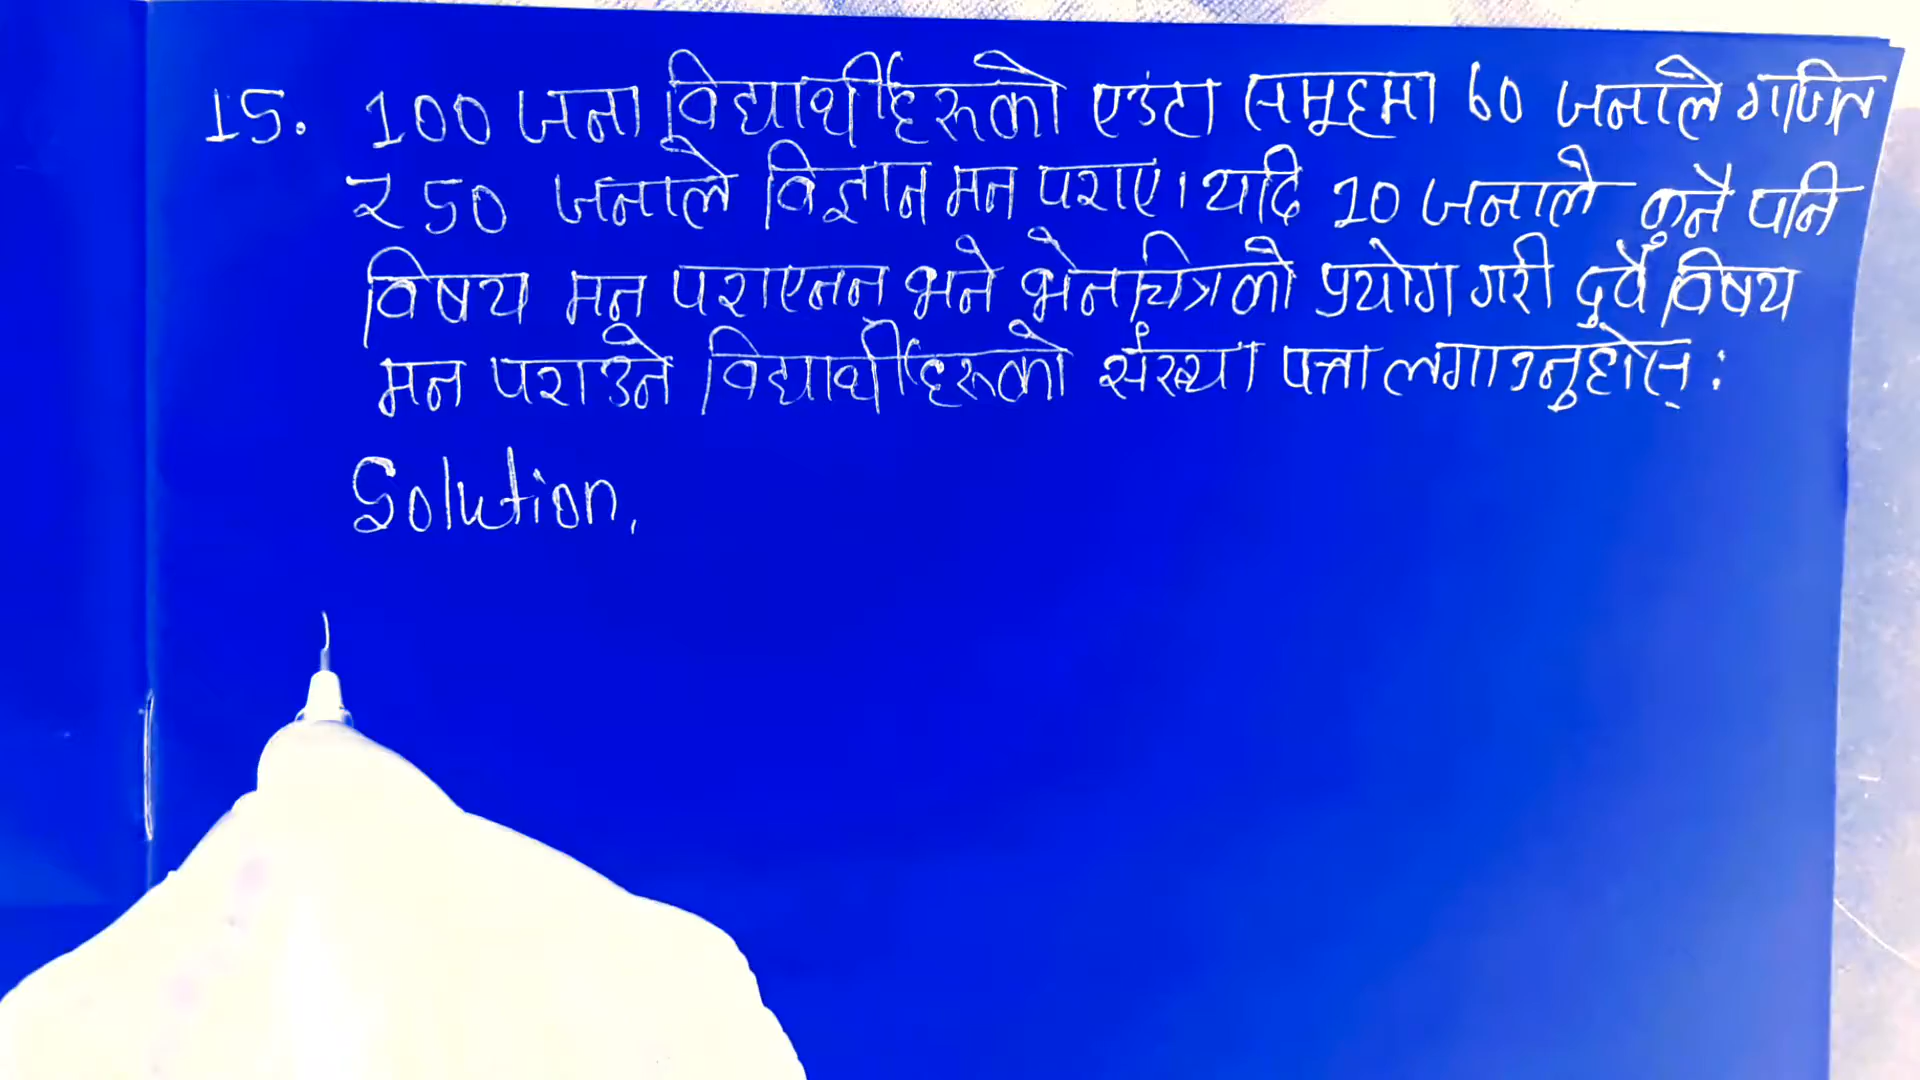 15. 100 जना विद्यार्थीहरूको एउटा समूहमा 60 जनाले गणित
र 50 जनाले विज्ञान मन पराए। यदि 10 जनाले कुनै पनि
विषय मन पराएनन् भने भेनचित्रको प्रयोग गरी दुवै विषय
मन पराउने विद्यार्थीहरूको संख्या पत्ता लगाउनुहोस् :
Solution,